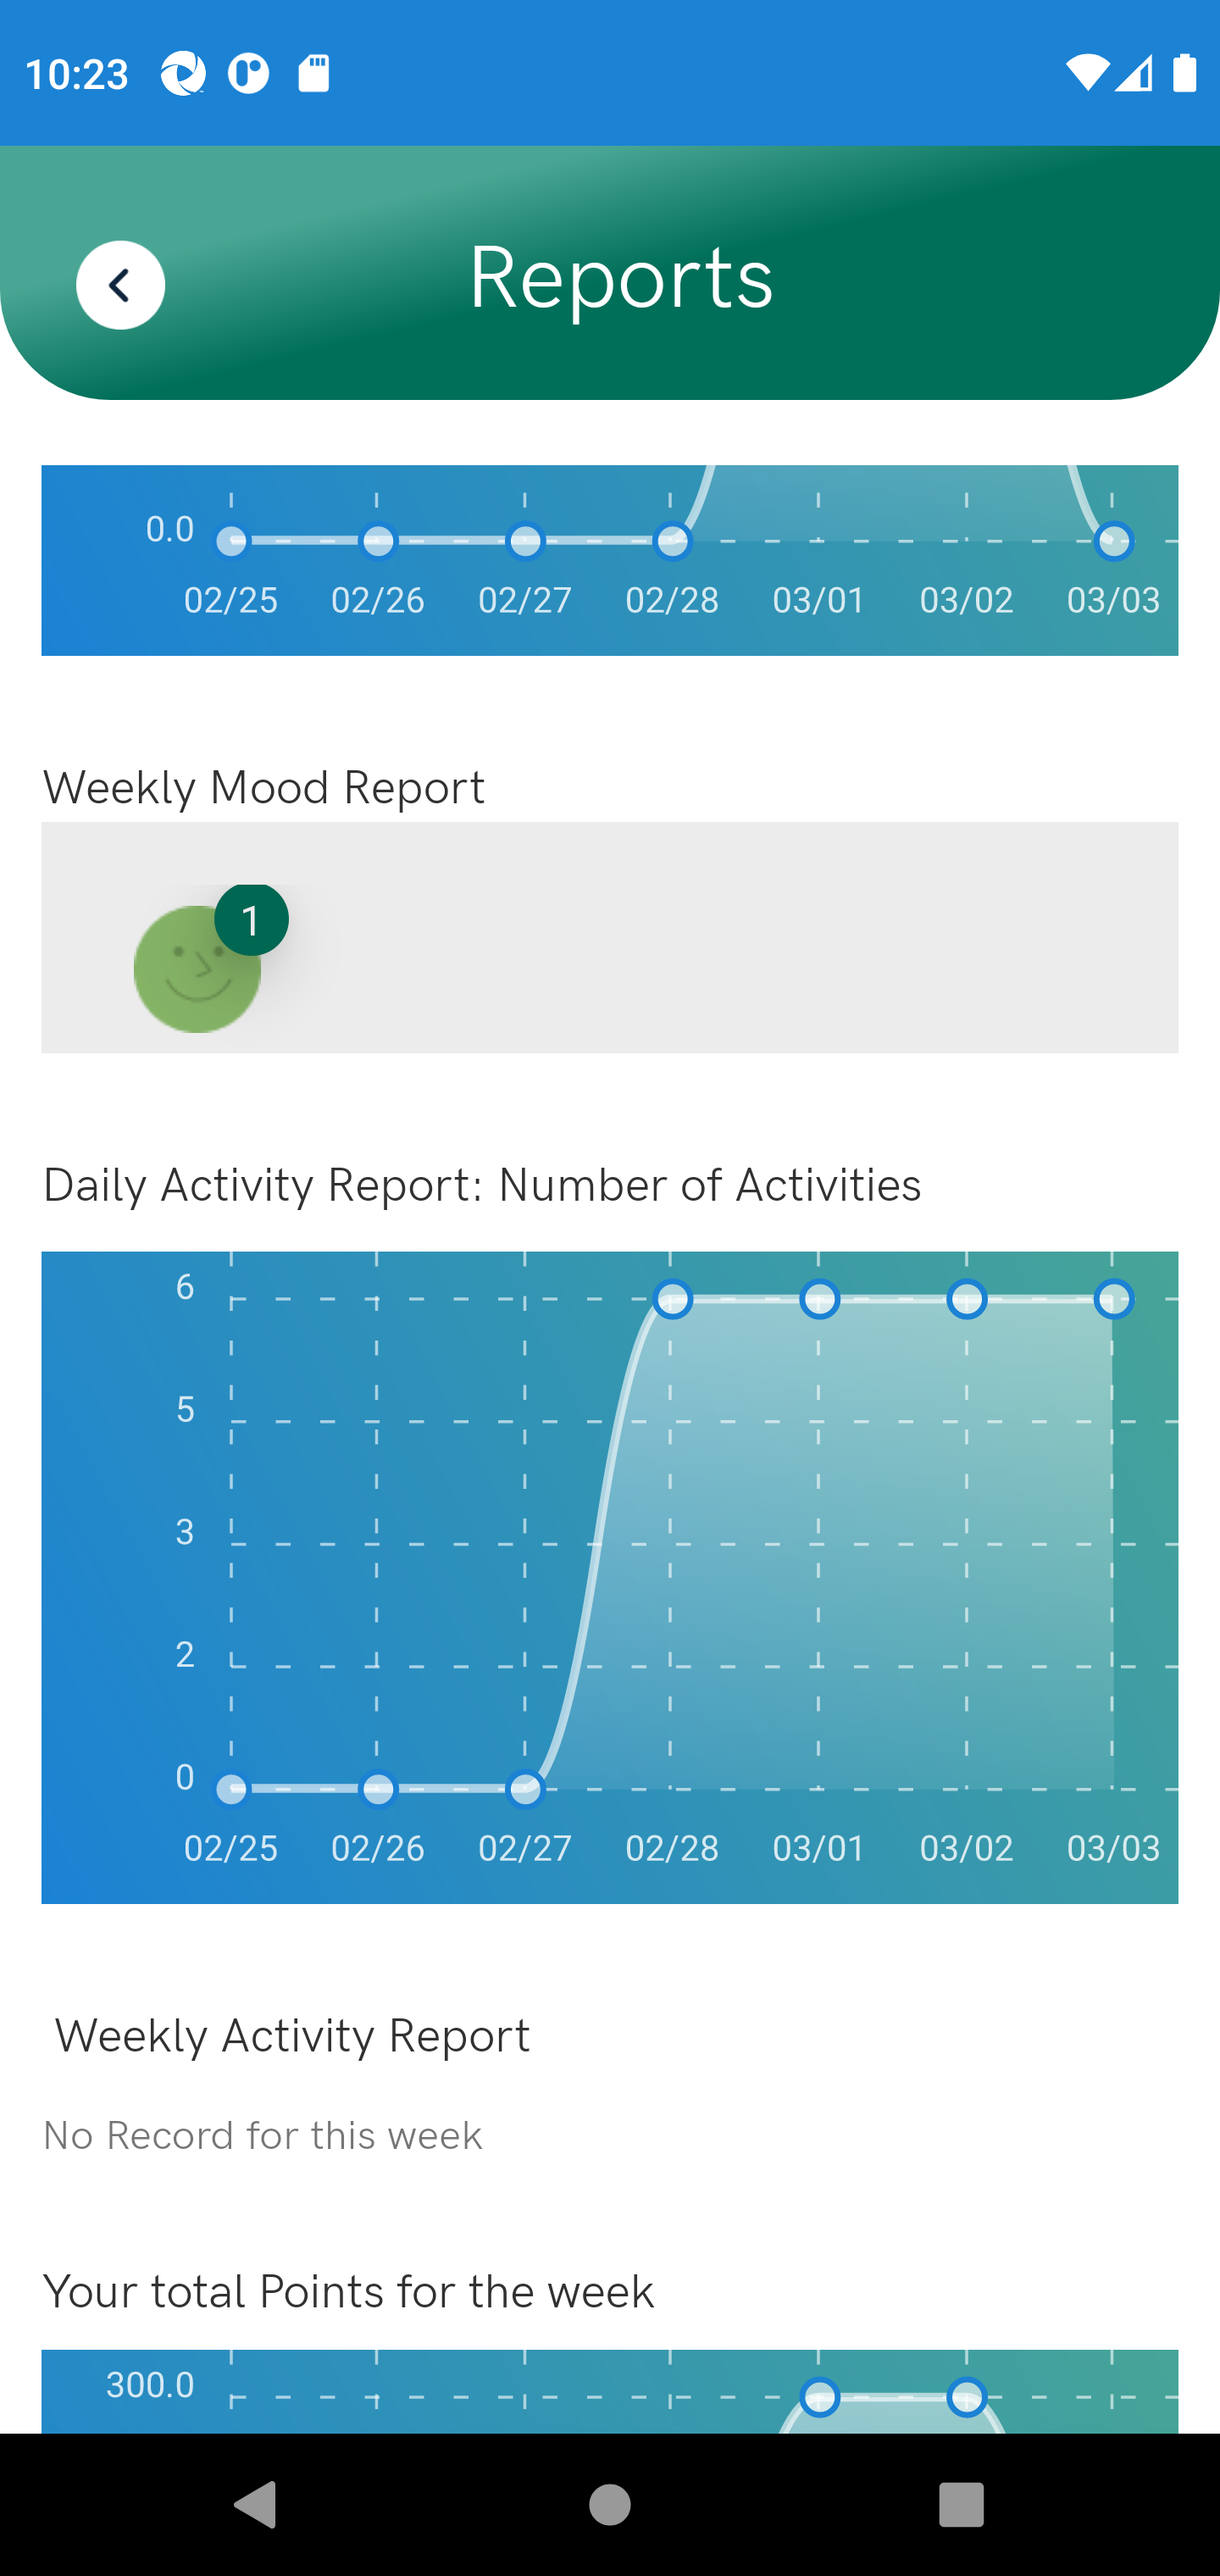 10:23
Reports
0.0
02/25 02/26 02/27 02/28 03/01 03/02 03/03
Weekly Mood Report
1
Daily Activity Report: Number of Activities
6
5
3
2
0
02/25 02/26 02/27 02/28 03/01 03/02 03/03
Weekly Activity Report
No Record for this week
Your total Points for the week
300.0